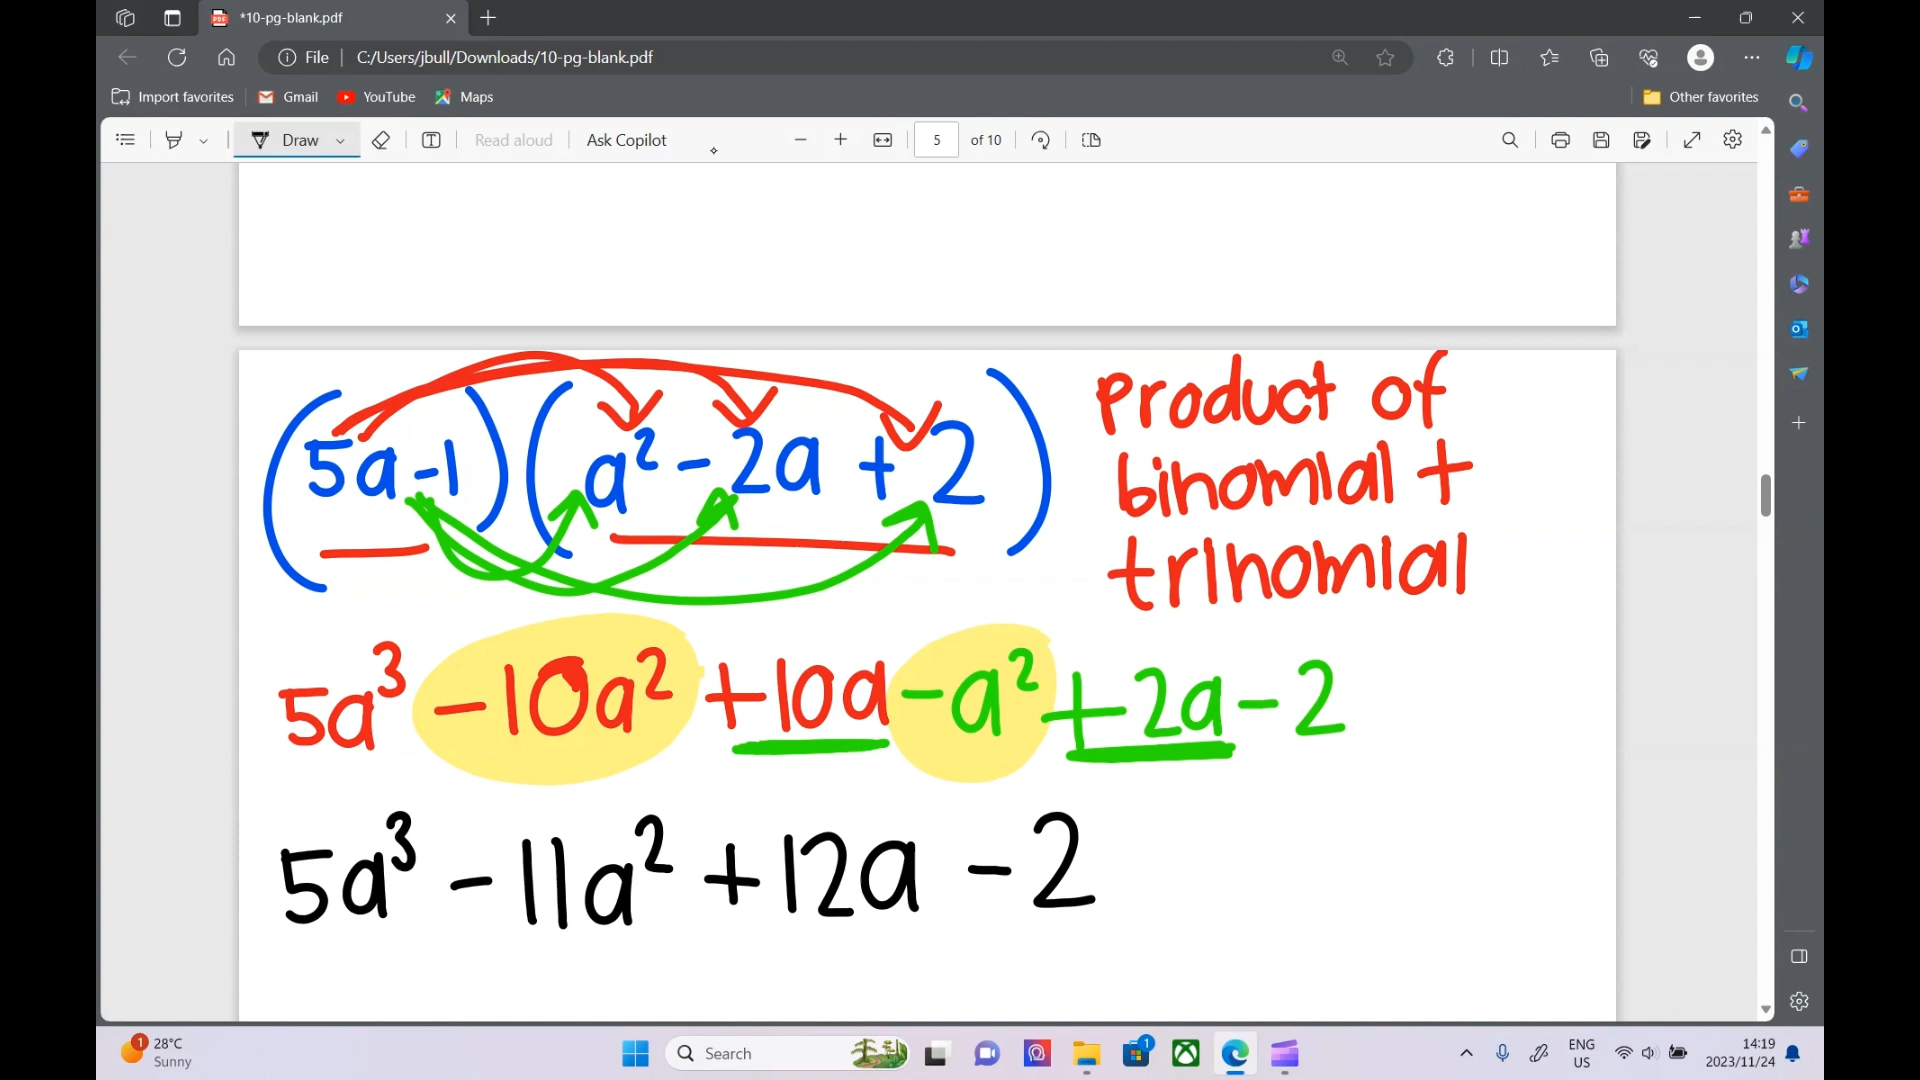 *10-pg-blank.pdf
File C:/Users/jbull/Downloads/10-pg-blank.pdf
Import favorites Gmail YouTube Maps Other favorites
Draw Read aloud Ask Copilot 5 of 10
(5a-1)(a²-2a+2)
product of
binomial +
trinomial
5a³-10a²+10a-a²+2a-2
5a³-11a²+12a-2
1
28°C
Sunny
Search
1
ENG
US
14:19
2023/11/24